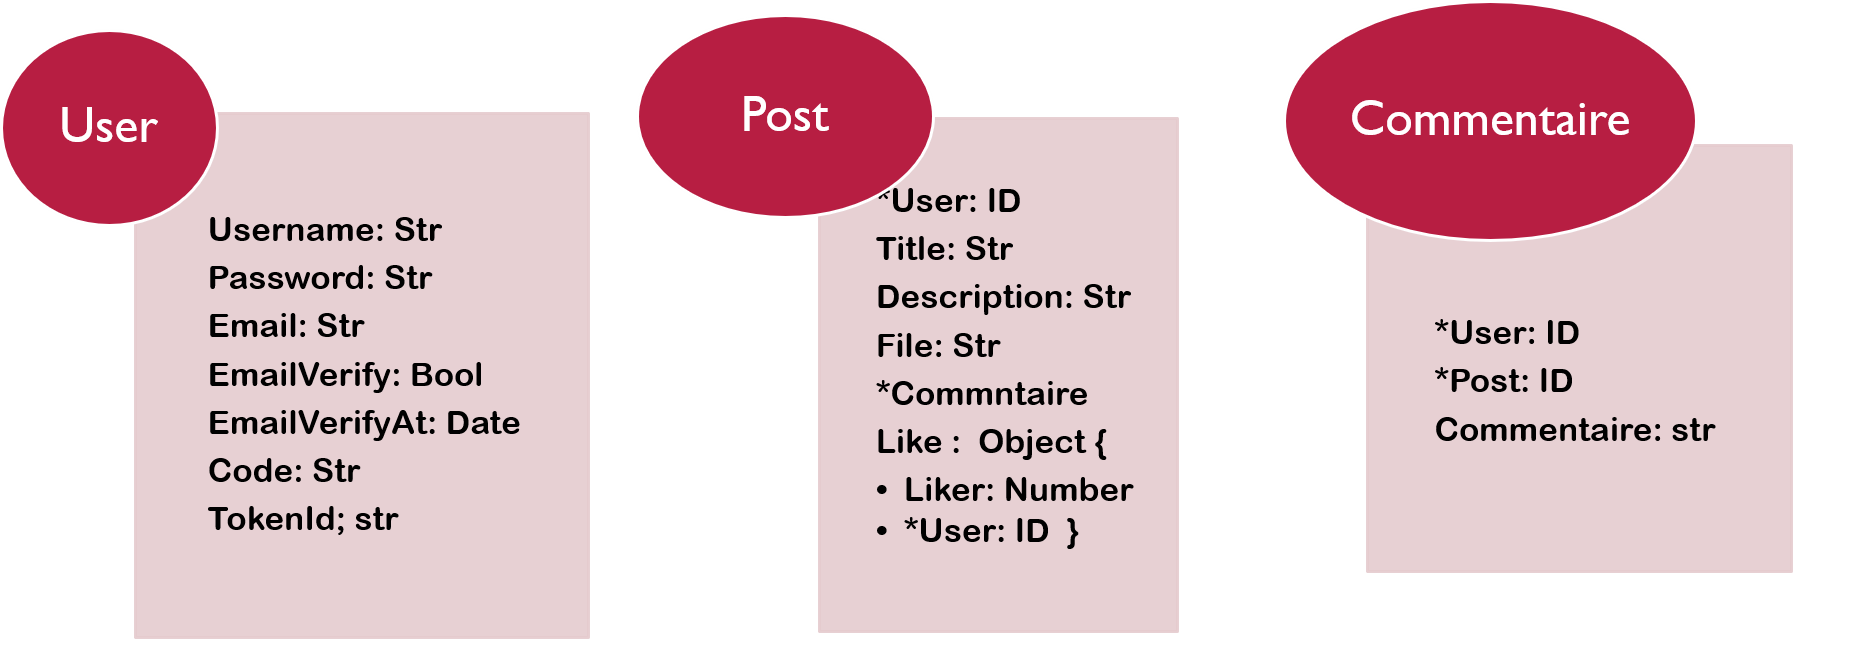 User
Username: Str
Password: Str
Email: Str
EmailVerify: Bool
EmailVerifyAt: Date
Code: Str
TokenId; str
Post
*User: ID
Title: Str
Description: Str
File: Str
*Commntaire
Like :  Object {
• Liker: Number
• *User: ID  }
Commentaire
*User: ID
*Post: ID
Commentaire: str